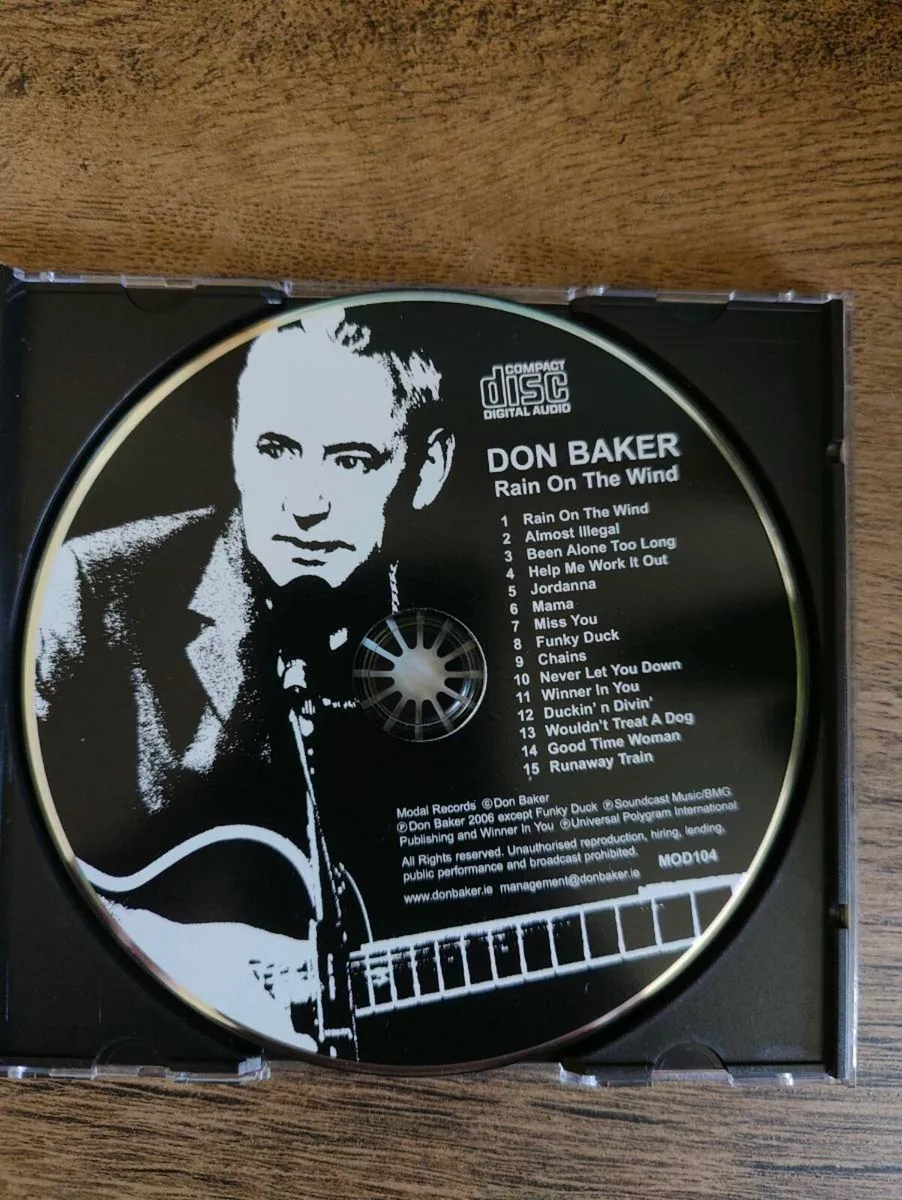 COMPACT
disc
DIGITAL AUDIO
DON BAKER
Rain On The Wind
1 Rain On The Wind
2 Almost Illegal
3 Been Alone Too Long
4 Help Me Work It Out
5 Jordanna
6 Mama
7 Miss You
8 Funky Duck
9 Chains
10 Never Let You Down
11 Winner In You
12 Duckin' n Divin'
13 Wouldn't Treat A Dog
14 Good Time Woman
15 Runaway Train
Modal Records ©Don Baker
℗Don Baker 2006 except Funky Duck ℗Soundcast Music/BMG
Publishing and Winner In You ℗Universal Polygram International
All Rights reserved. Unauthorised reproduction, hiring, lending,
public performance and broadcast prohibited.
MOD104
www.donbaker.ie management@donbaker.ie